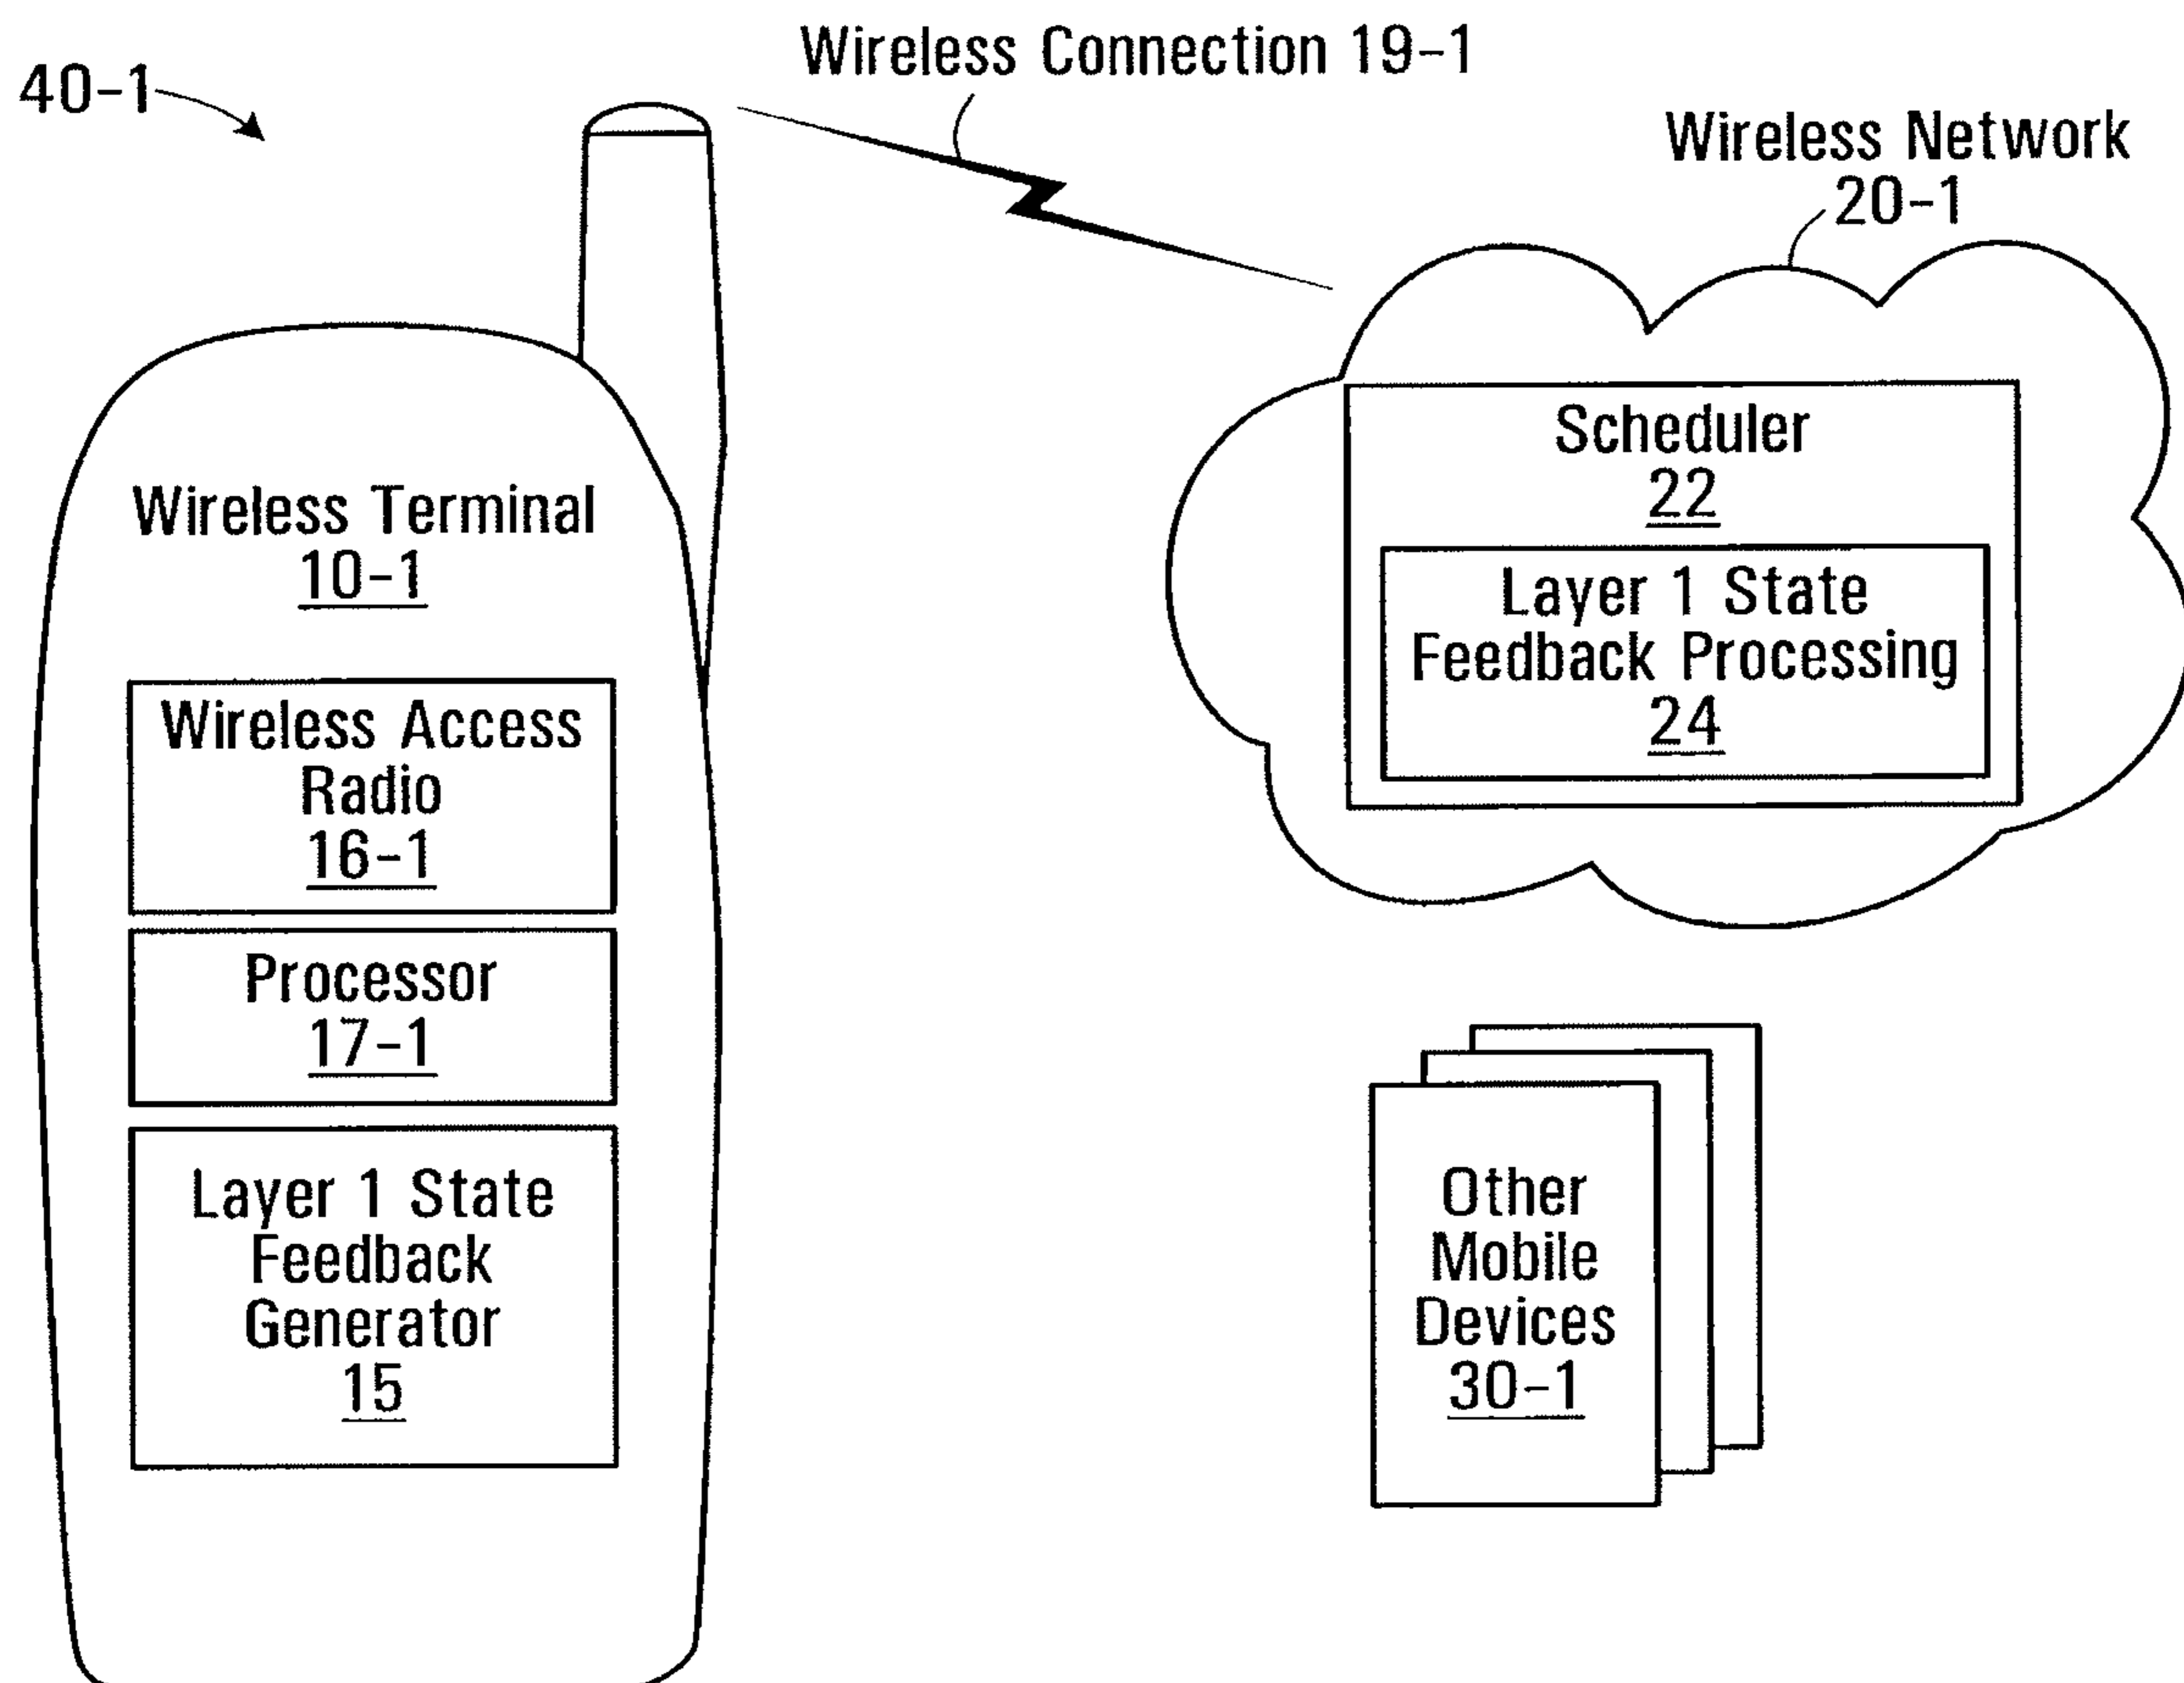 40-1
Wireless Connection 19-1
Wireless Network
20-1
Wireless Terminal
10-1
Wireless Access
Radio
16-1
Processor
17-1
Layer 1 State
Feedback
Generator
15
Scheduler
22
Layer 1 State
Feedback Processing
24
Other
Mobile
Devices
30-1